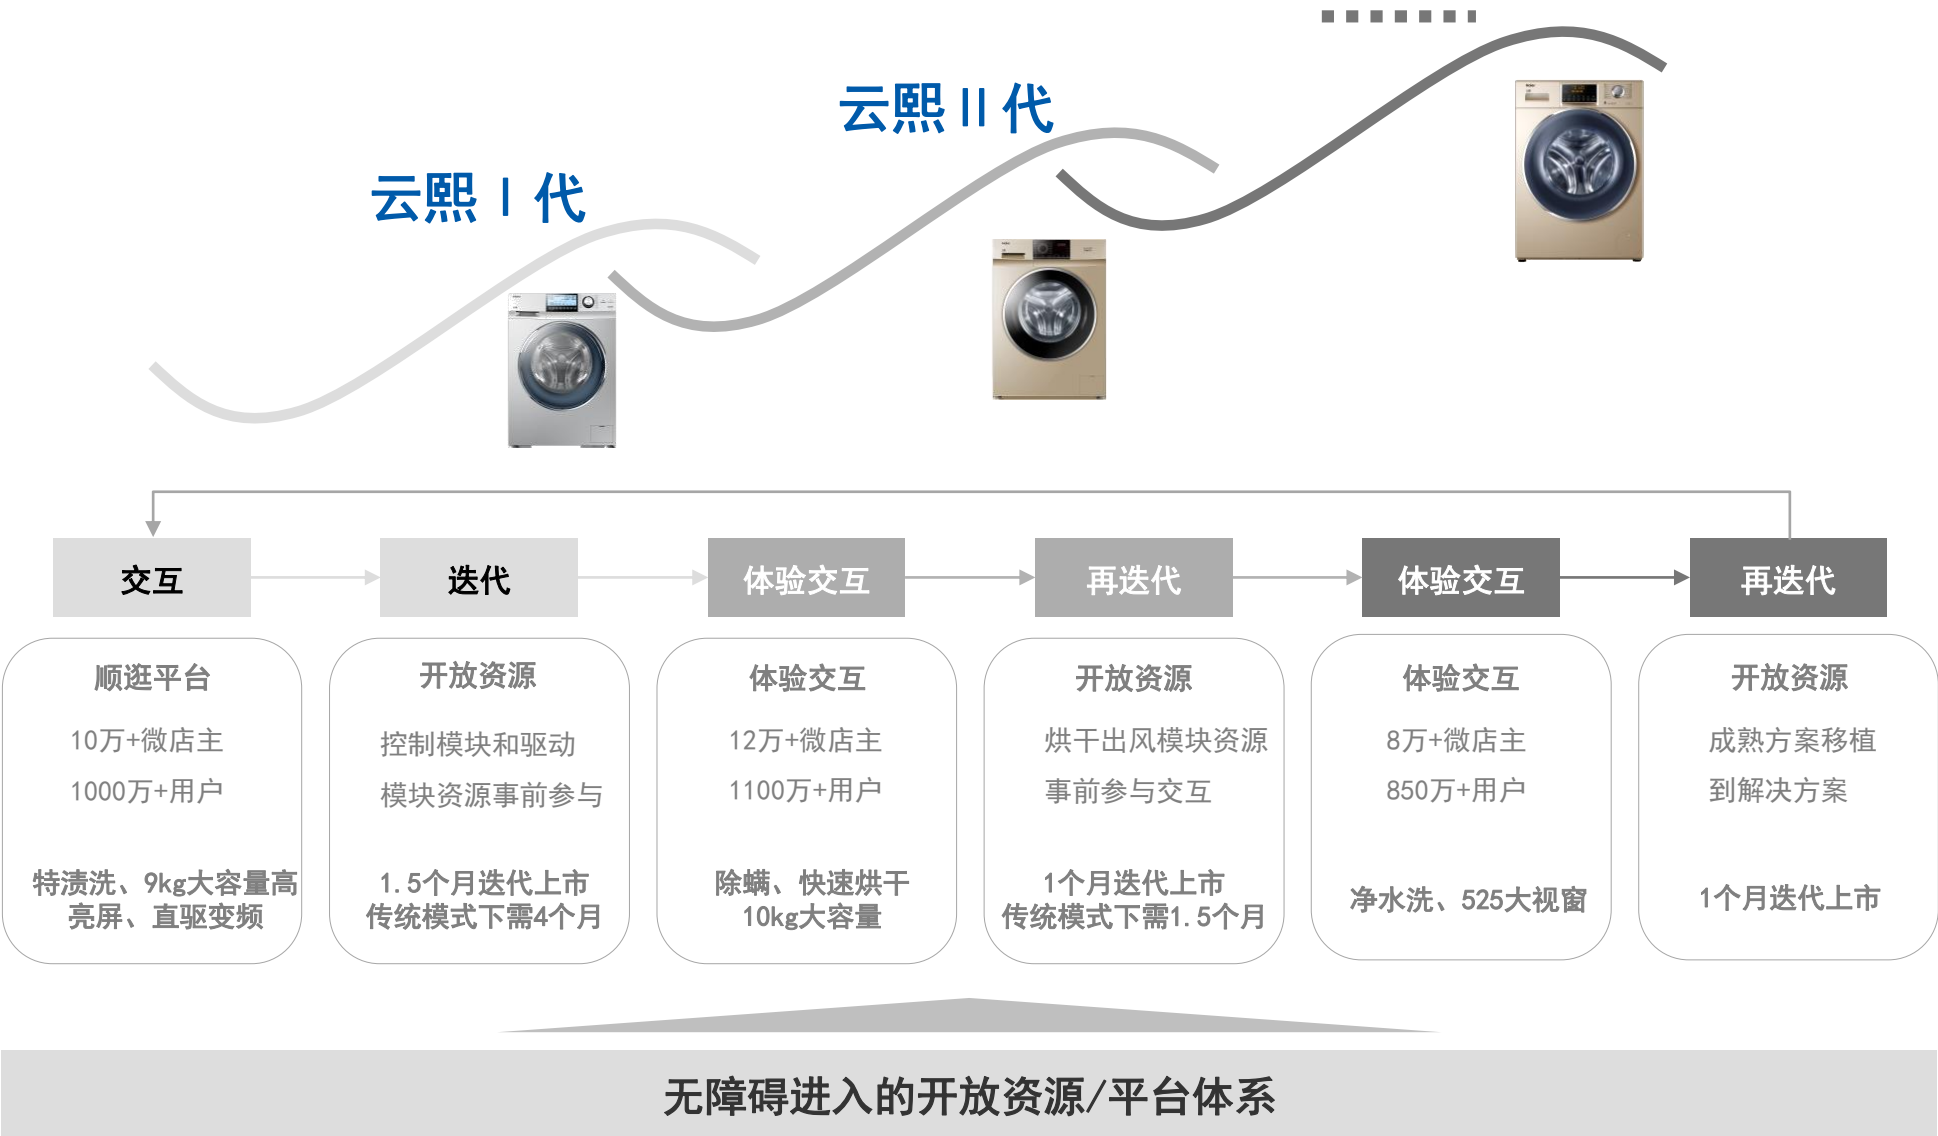 云熙Ⅱ代
云熙Ⅰ代
交互
迭代
体验交互
再迭代
体验交互
再迭代
顺逛平台
10万+微店主
1000万+用户
特渍洗、9kg大容量高
亮屏、直驱变频
开放资源
控制模块和驱动
模块资源事前参与
1.5个月迭代上市
传统模式下需4个月
体验交互
12万+微店主
1100万+用户
除螨、快速烘干
10kg大容量
开放资源
烘干出风模块资源
事前参与交互
1个月迭代上市
传统模式下需1.5个月
体验交互
8万+微店主
850万+用户
净水洗、525大视窗
开放资源
成熟方案移植
到解决方案
1个月迭代上市
无障碍进入的开放资源/平台体系